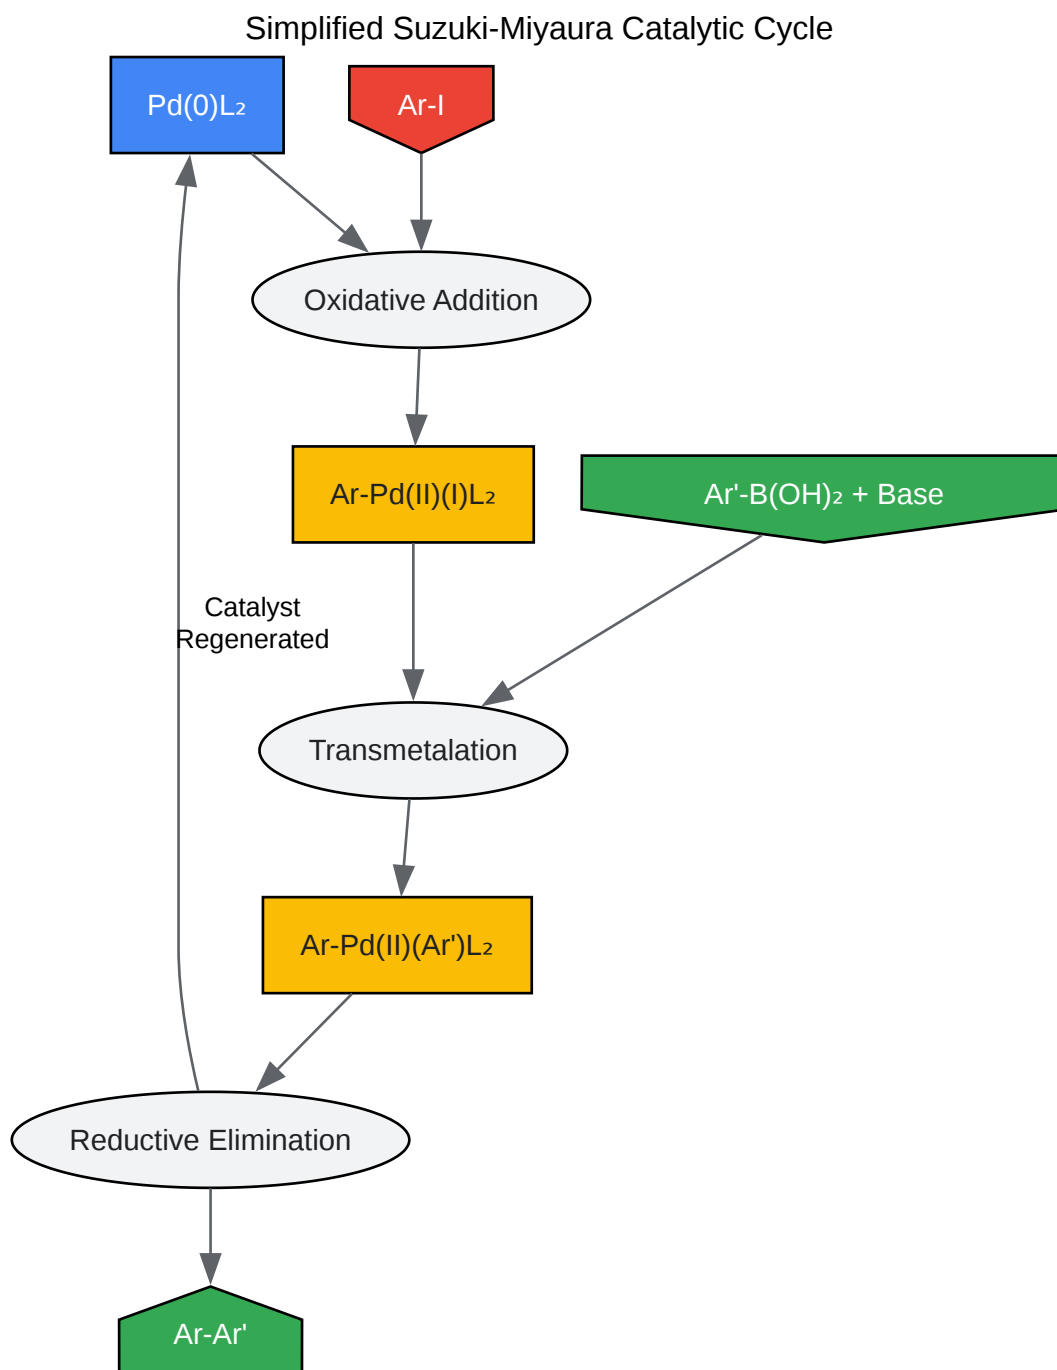 Simplified Suzuki-Miyaura Catalytic Cycle
Pd(0)L₂
Ar-I
Oxidative Addition
Ar-Pd(II)(I)L₂
Ar'-B(OH)₂ + Base
Catalyst
Regenerated
Transmetalation
Ar-Pd(II)(Ar')L₂
Reductive Elimination
Ar-Ar'